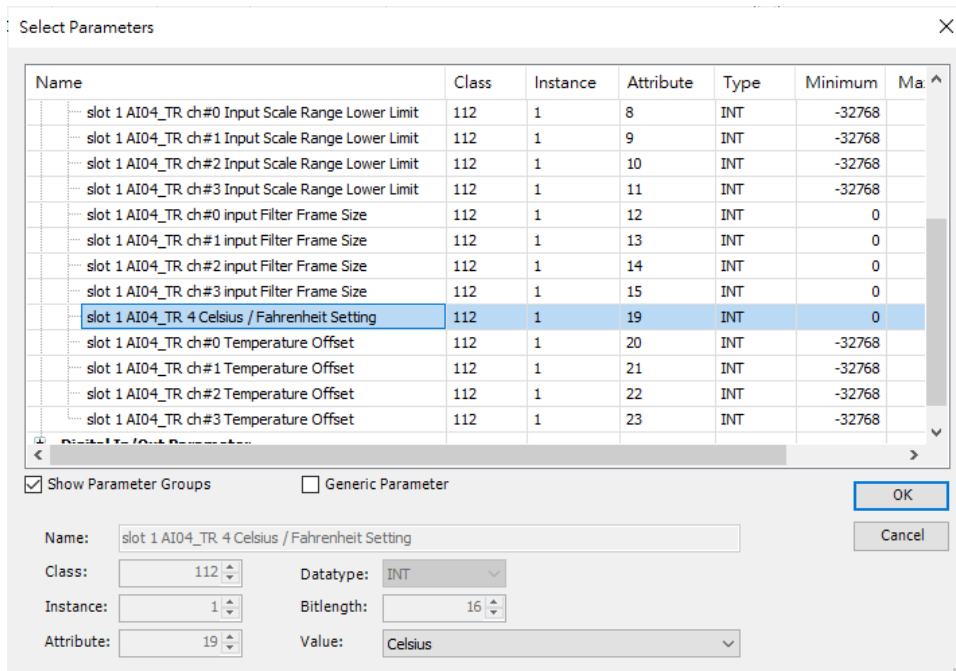 Select Parameters
Name Class Instance Attribute Type Minimum Ma
slot 1 AI04_TR ch#0 Input Scale Range Lower Limit 112 1 8 INT -32768
slot 1 AI04_TR ch#1 Input Scale Range Lower Limit 112 1 9 INT -32768
slot 1 AI04_TR ch#2 Input Scale Range Lower Limit 112 1 10 INT -32768
slot 1 AI04_TR ch#3 Input Scale Range Lower Limit 112 1 11 INT -32768
slot 1 AI04_TR ch#0 input Filter Frame Size 112 1 12 INT 0
slot 1 AI04_TR ch#1 input Filter Frame Size 112 1 13 INT 0
slot 1 AI04_TR ch#2 input Filter Frame Size 112 1 14 INT 0
slot 1 AI04_TR ch#3 input Filter Frame Size 112 1 15 INT 0
slot 1 AI04_TR 4 Celsius / Fahrenheit Setting 112 1 19 INT 0
slot 1 AI04_TR ch#0 Temperature Offset 112 1 20 INT -32768
slot 1 AI04_TR ch#1 Temperature Offset 112 1 21 INT -32768
slot 1 AI04_TR ch#2 Temperature Offset 112 1 22 INT -32768
slot 1 AI04_TR ch#3 Temperature Offset 112 1 23 INT -32768
Digital In/Out Parameter
Show Parameter Groups Generic Parameter
OK
Name: slot 1 AI04_TR 4 Celsius / Fahrenheit Setting
Cancel
Class: 112 Datatype: INT
Instance: 1 Bitlength: 16
Attribute: 19 Value: Celsius